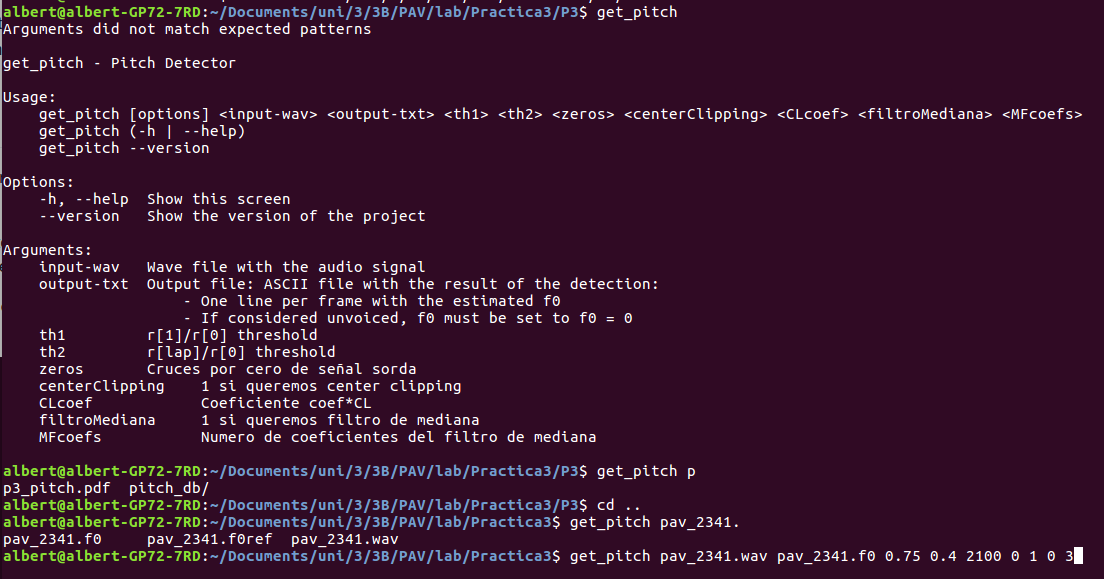 albert@albert-GP72-7RD:~/Documents/uni/3/3B/PAV/lab/Practica3/P3$ get_pitch
Arguments did not match expected patterns
get_pitch - Pitch Detector
Usage:
get_pitch [options] <input-wav> <output-txt> <th1> <th2> <zeros> <centerClipping> <CLcoef> <filtroMediana> <MFcoefs>
get_pitch (-h | --help)
get_pitch --version
Options:
-h, --help  Show this screen
--version   Show the version of the project
Arguments:
input-wav   Wave file with the audio signal
output-txt  Output file: ASCII file with the result of the detection:
- One line per frame with the estimated f0
- If considered unvoiced, f0 must be set to f0 = 0
th1         r[1]/r[0] threshold
th2         r[lap]/r[0] threshold
zeros       Cruces por cero de señal sorda
centerClipping    1 si queremos center clipping
CLcoef            Coeficiente coef*CL
filtroMediana     1 si queremos filtro de mediana
MFcoefs           Numero de coeficientes del filtro de mediana
albert@albert-GP72-7RD:~/Documents/uni/3/3B/PAV/lab/Practica3/P3$ get_pitch p
p3_pitch.pdf  pitch_db/
albert@albert-GP72-7RD:~/Documents/uni/3/3B/PAV/lab/Practica3/P3$ cd ..
albert@albert-GP72-7RD:~/Documents/uni/3/3B/PAV/lab/Practica3$ get_pitch pav_2341.
pav_2341.f0     pav_2341.f0ref  pav_2341.wav
albert@albert-GP72-7RD:~/Documents/uni/3/3B/PAV/lab/Practica3$ get_pitch pav_2341.wav pav_2341.f0 0.75 0.4 2100 0 1 0 3